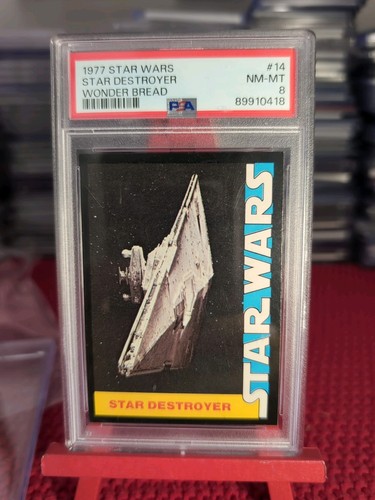 1977 STAR WARS #14
STAR DESTROYER NM-MT
WONDER BREAD 8
PSA 89910418
STAR WARS
STAR DESTROYER